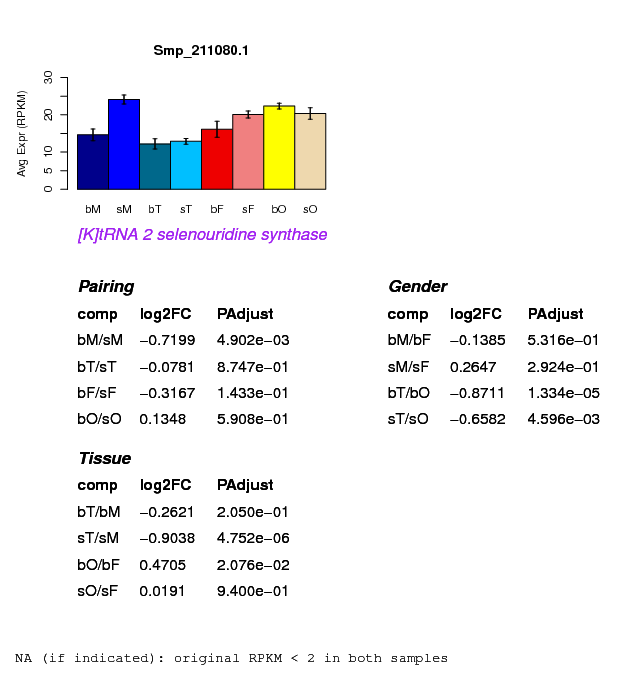 Smp_211080.1
Avg Expr (RPKM)
30
20
10
5
0
bM sM bT sT bF sF bO sO
[K]tRNA 2 selenouridine synthase
Pairing
comp log2FC PAdjust
bM/sM −0.7199 4.902e−03
bT/sT −0.0781 8.747e−01
bF/sF −0.3167 1.433e−01
bO/sO 0.1348 5.908e−01
Gender
comp log2FC PAdjust
bM/bF −0.1385 5.316e−01
sM/sF 0.2647 2.924e−01
bT/bO −0.8711 1.334e−05
sT/sO −0.6582 4.596e−03
Tissue
comp log2FC PAdjust
bT/bM −0.2621 2.050e−01
sT/sM −0.9038 4.752e−06
bO/bF 0.4705 2.076e−02
sO/sF 0.0191 9.400e−01
NA (if indicated): original RPKM < 2 in both samples